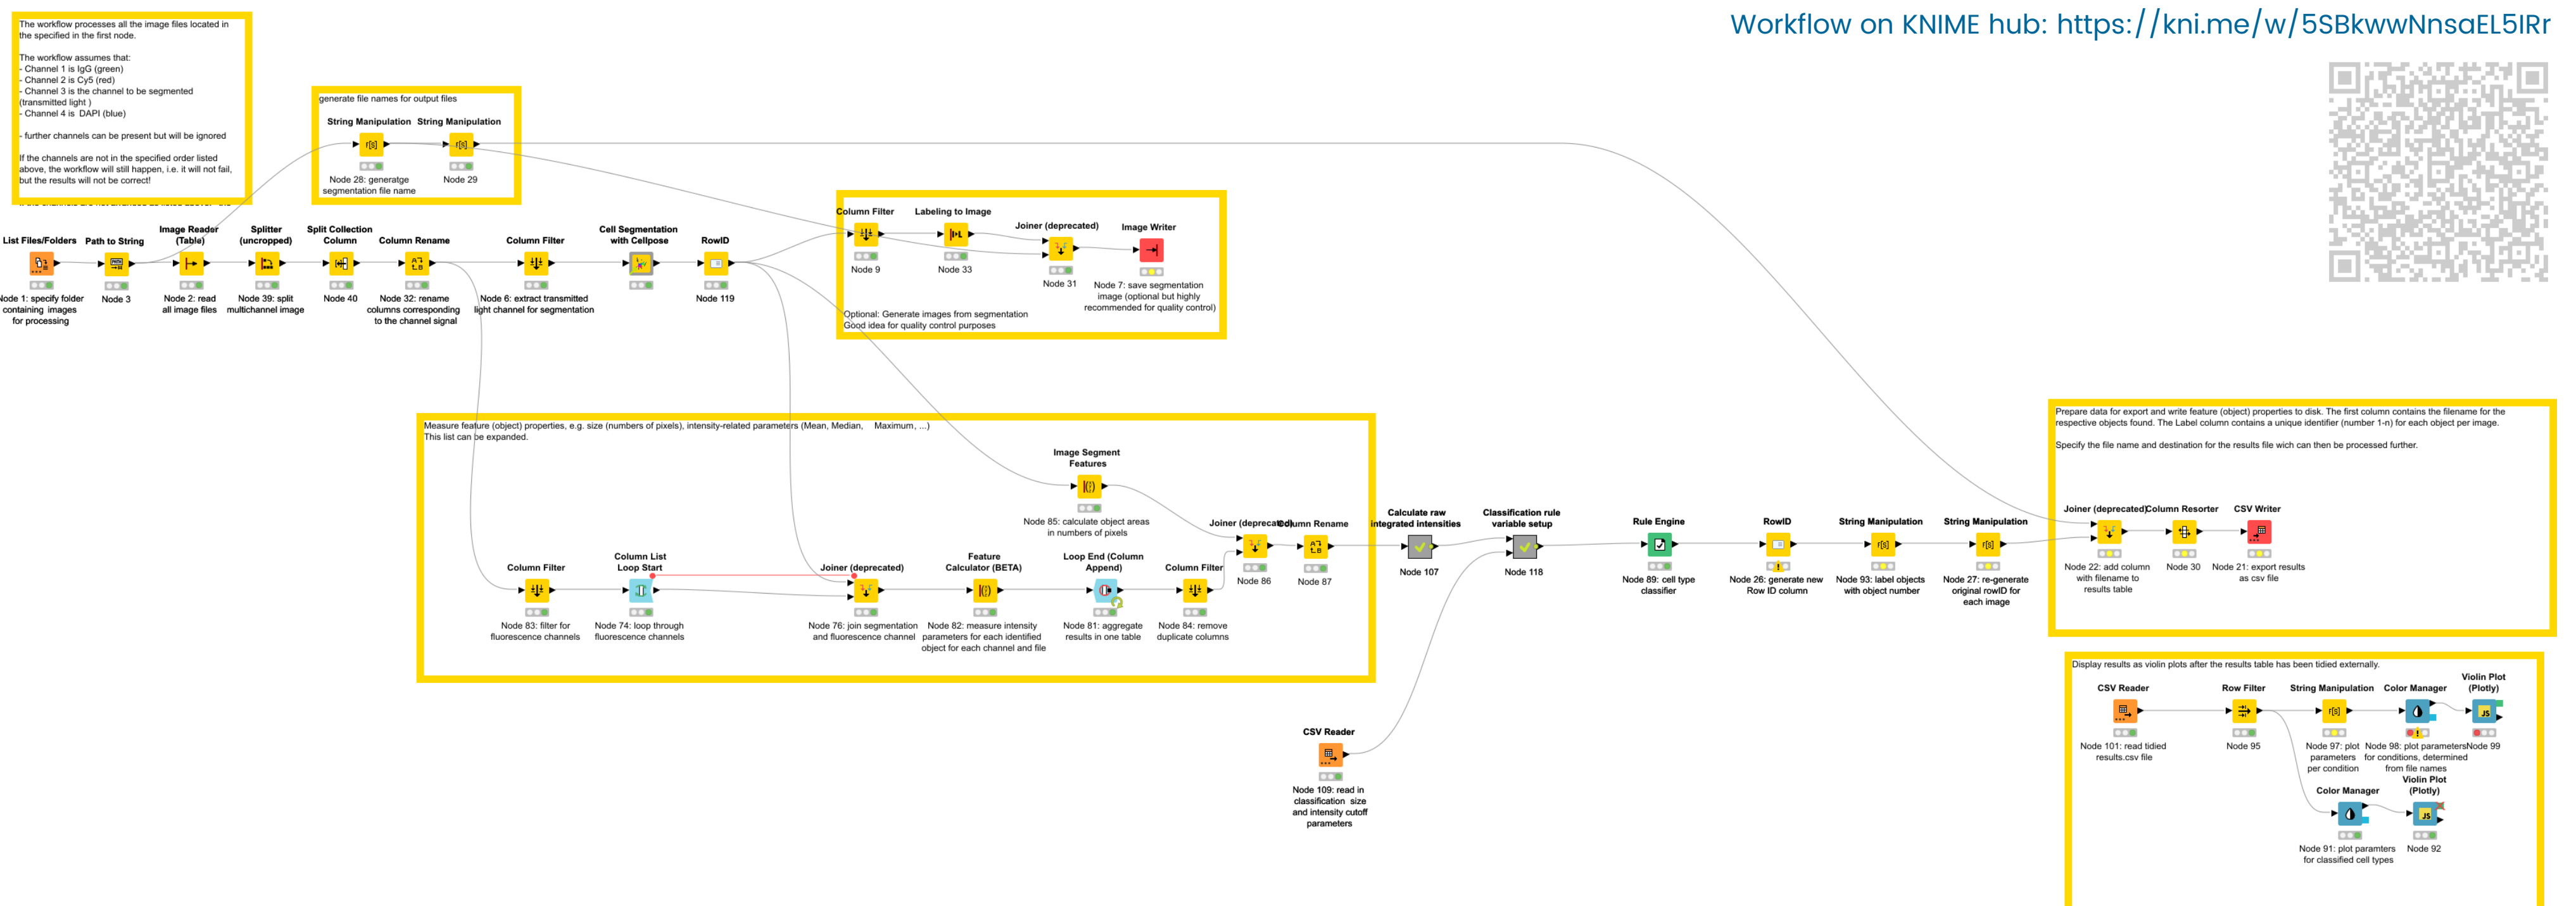 Workflow on KNIME hub: https://kni.me/w/5SBkwwNnsaEL5IRr
The workflow processes all the image files located in
the specified in the first node.
The workflow assumes that:
- Channel 1 is IgG (green)
- Channel 2 is Cy5 (red)
- Channel 3 is the channel to be segmented
(transmitted light )
- Channel 4 is  DAPI (blue)
- further channels can be present but will be ignored
If the channels are not in the specified order listed
above, the workflow will still happen, i.e. it will not fail,
but the results will not be correct!
generate file names for output files
String Manipulation
Node 28: generatge
segmentation file name
String Manipulation
Node 29
List Files/Folders
Node 1: specify folder
containing images
for processing
Path to String
Node 3
Image Reader
(Table)
Node 2: read
all image files
Splitter
(uncropped)
Node 39: split
multichannel image
Split Collection
Column
Node 40
Column Rename
Node 32: rename
columns corresponding
to the channel signal
Column Filter
Node 6: extract transmitted
light channel for segmentation
Cell Segmentation
with Cellpose
RowID
Node 119
Column Filter
Node 9
Labeling to Image
Node 33
Joiner (deprecated)
Node 31
Image Writer
Node 7: save segmentation
image (optional but highly
recommended for quality control)
Optional: Generate images from segmentation
Good idea for quality control purposes
Measure feature (object) properties, e.g. size (numbers of pixels), intensity-related parameters (Mean, Median, Maximum, ...)
This list can be expanded.
Image Segment
Features
Node 85: calculate object areas
in numbers of pixels
Column Filter
Node 83: filter for
fluorescence channels
Column List
Loop Start
Node 74: loop through
fluorescence channels
Joiner (deprecated)
Node 76: join segmentation
and fluorescence channel
Feature
Calculator (BETA)
Node 82: measure intensity
parameters for each identified
object for each channel and file
Loop End (Column
Append)
Node 81: aggregate
results in one table
Column Filter
Node 84: remove
duplicate columns
Joiner (deprecated)
Node 86
Column Rename
Node 87
Calculate raw
integrated intensities
Node 107
Classification rule
variable setup
Node 118
Rule Engine
Node 89: cell type
classifier
RowID
Node 26: generate new
Row ID column
String Manipulation
Node 93: label objects
with object number
String Manipulation
Node 27: re-generate
original rowID for
each image
CSV Reader
Node 109: read in
classification  size
and intensity cutoff
parameters
Prepare data for export and write feature (object) properties to disk. The first column contains the filename for the
respective objects found. The Label column contains a unique identifier (number 1-n) for each object per image.
Specify the file name and destination for the results file wich can then be processed further.
Joiner (deprecated)
Node 22: add column
with filename to
results table
Column Resorter
Node 30
CSV Writer
Node 21: export results
as csv file
Display results as violin plots after the results table has been tidied externally.
CSV Reader
Node 101: read tidied
results.csv file
Row Filter
Node 95
String Manipulation
Node 97: plot
parameters
per condition
Color Manager
Node 98: plot parameters
for conditions, determined
from file names
Violin Plot
(Plotly)
Node 99
Color Manager
Node 91: plot paramters
for classified cell types
Violin Plot
(Plotly)
Node 92